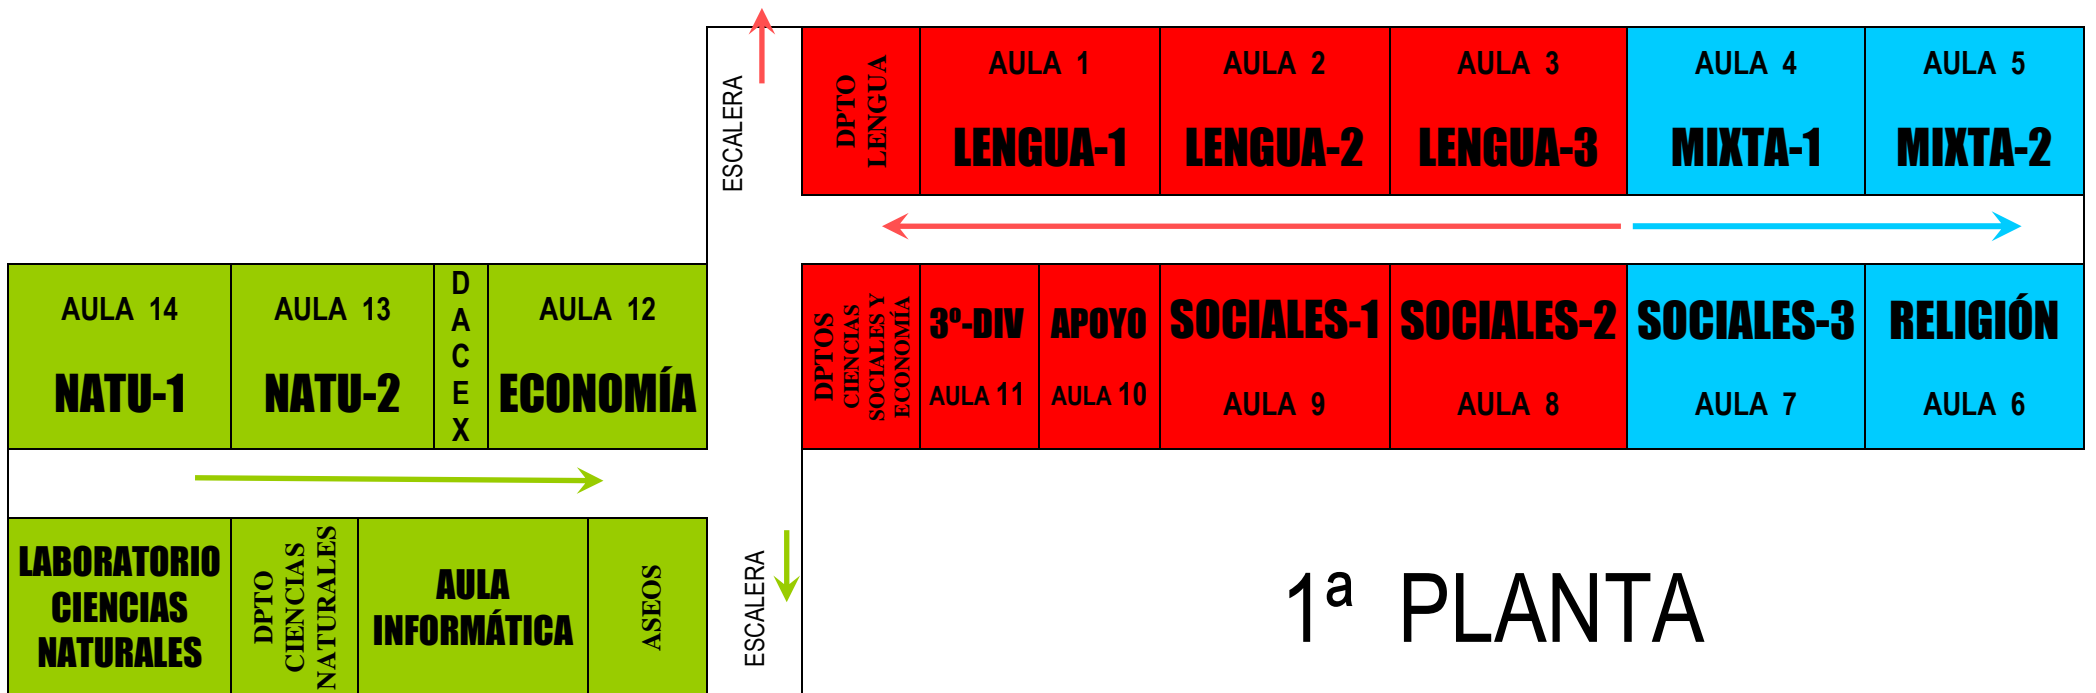 ESCALERA
DPTO
LENGUA
AULA 1
LENGUA-1
AULA 2
LENGUA-2
AULA 3
LENGUA-3
AULA 4
MIXTA-1
AULA 5
MIXTA-2
AULA 14
NATU-1
AULA 13
NATU-2
DACEX
AULA 12
ECONOMÍA
DPTOS
CIENCIAS
SOCIALES Y
ECONOMÍA
3º-DIV
AULA 11
APOYO
AULA 10
SOCIALES-1
AULA 9
SOCIALES-2
AULA 8
SOCIALES-3
AULA 7
RELIGIÓN
AULA 6
LABORATORIO
CIENCIAS
NATURALES
DPTO
CIENCIAS
NATURALES
AULA
INFORMÁTICA
ASEOS
ESCALERA
1ª PLANTA